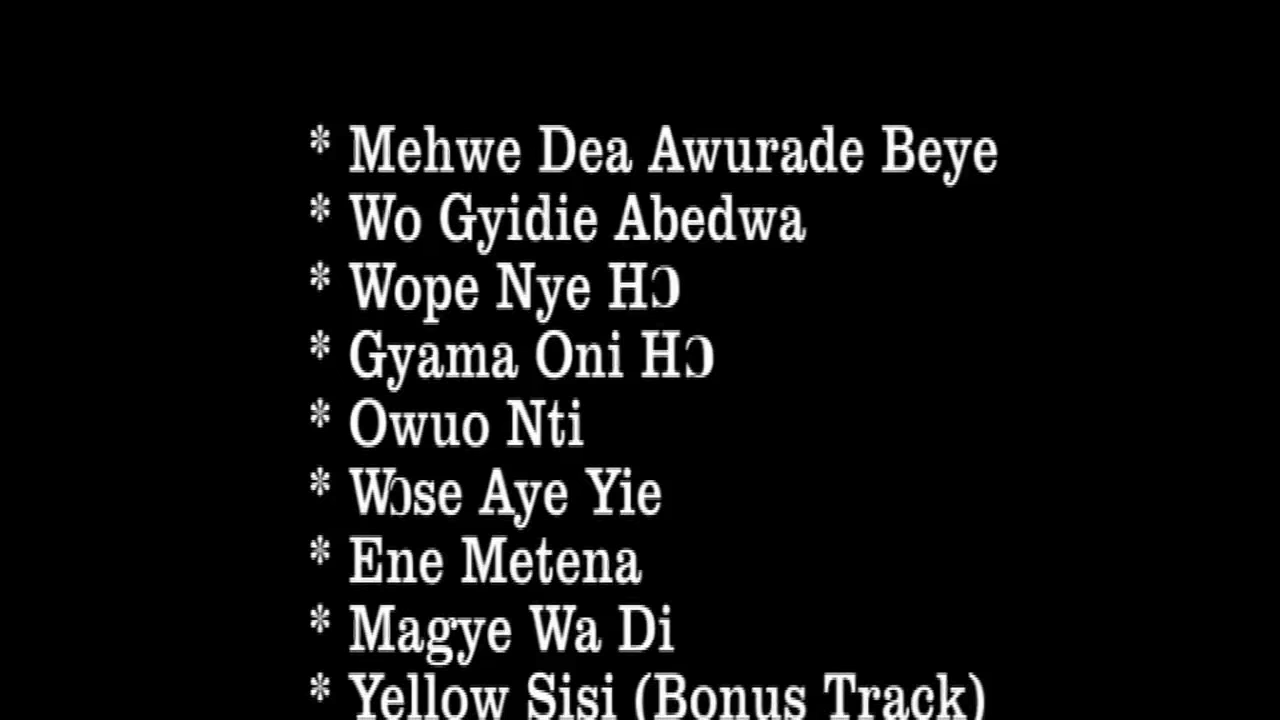 * Mehwe Dea Awurade Beye
* Wo Gyidie Abedwa
* Wope Nye Hɔ
* Gyama Oni Hɔ
* Owuo Nti
* Wɔse Aye Yie
* Ene Metena
* Magye Wa Di
* Yellow Sisi (Bonus Track)